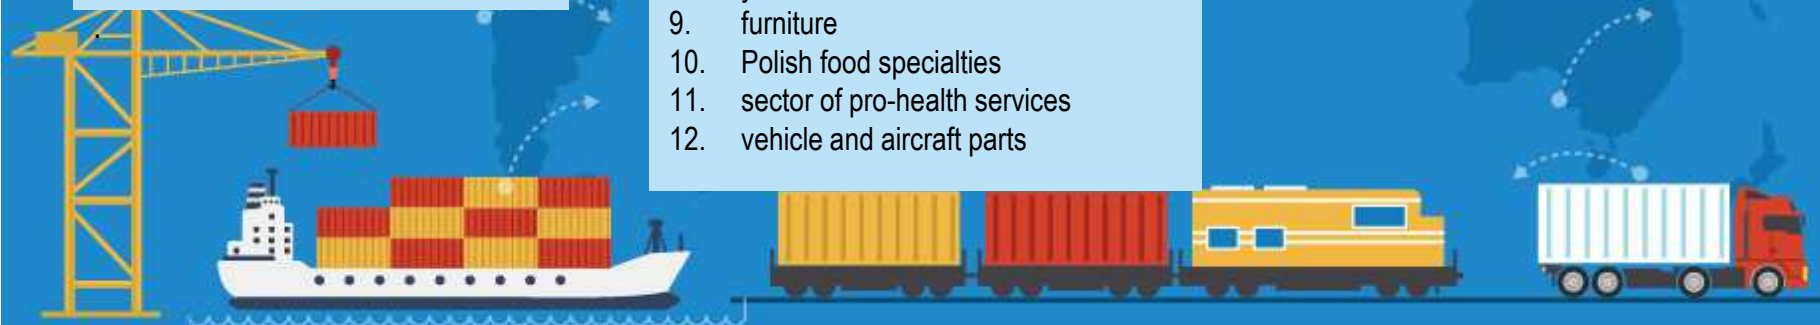 9. furniture
10. Polish food specialties
11. sector of pro-health services
12. vehicle and aircraft parts